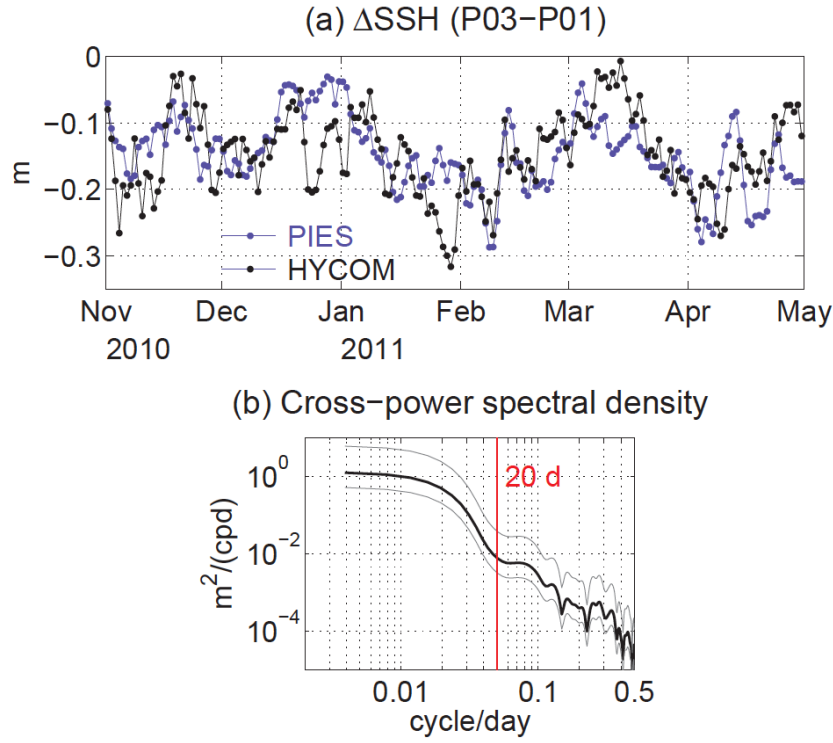 (a) ΔSSH (P03−P01)
0
−0.1
−0.2
−0.3
m
PIES
HYCOM
Nov Dec Jan Feb Mar Apr May
2010 2011
(b) Cross−power spectral density
20 d
10^0
10^−2
10^−4
m^2/(cpd)
0.01 0.1 0.5
cycle/day